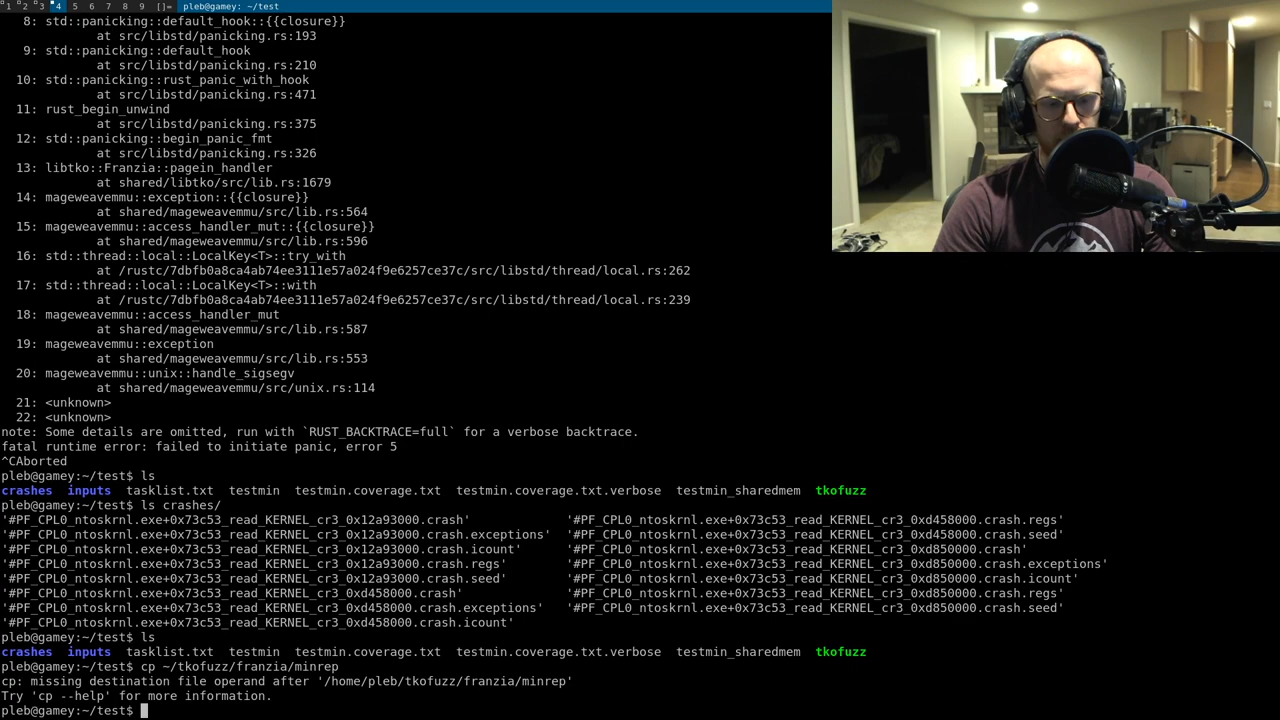 1 2 3 4 5 6 7 8 9 []= pleb@gamey: ~/test
8: std::panicking::default_hook::{{closure}}
at src/libstd/panicking.rs:193
9: std::panicking::default_hook
at src/libstd/panicking.rs:210
10: std::panicking::rust_panic_with_hook
at src/libstd/panicking.rs:471
11: rust_begin_unwind
at src/libstd/panicking.rs:375
12: std::panicking::begin_panic_fmt
at src/libstd/panicking.rs:326
13: libtko::Franzia::pagein_handler
at shared/libtko/src/lib.rs:1679
14: mageweavemmu::exception::{{closure}}
at shared/mageweavemmu/src/lib.rs:564
15: mageweavemmu::access_handler_mut::{{closure}}
at shared/mageweavemmu/src/lib.rs:596
16: std::thread::local::LocalKey<T>::try_with
at /rustc/7dbfb0a8ca4ab74ee3111e57a024f9e6257ce37c/src/libstd/thread/local.rs:262
17: std::thread::local::LocalKey<T>::with
at /rustc/7dbfb0a8ca4ab74ee3111e57a024f9e6257ce37c/src/libstd/thread/local.rs:239
18: mageweavemmu::access_handler_mut
at shared/mageweavemmu/src/lib.rs:587
19: mageweavemmu::exception
at shared/mageweavemmu/src/lib.rs:553
20: mageweavemmu::unix::handle_sigsegv
at shared/mageweavemmu/src/unix.rs:114
21: <unknown>
22: <unknown>
note: Some details are omitted, run with `RUST_BACKTRACE=full` for a verbose backtrace.
fatal runtime error: failed to initiate panic, error 5
^CAborted
pleb@gamey:~/test$ ls
crashes inputs tasklist.txt testmin testmin.coverage.txt testmin.coverage.txt.verbose testmin_sharedmem tkofuzz
pleb@gamey:~/test$ ls crashes/
'#PF_CPL0_ntoskrnl.exe+0x73c53_read_KERNEL_cr3_0x12a93000.crash' '#PF_CPL0_ntoskrnl.exe+0x73c53_read_KERNEL_cr3_0xd458000.crash.regs'
'#PF_CPL0_ntoskrnl.exe+0x73c53_read_KERNEL_cr3_0x12a93000.crash.exceptions' '#PF_CPL0_ntoskrnl.exe+0x73c53_read_KERNEL_cr3_0xd458000.crash.seed'
'#PF_CPL0_ntoskrnl.exe+0x73c53_read_KERNEL_cr3_0x12a93000.crash.icount' '#PF_CPL0_ntoskrnl.exe+0x73c53_read_KERNEL_cr3_0xd850000.crash'
'#PF_CPL0_ntoskrnl.exe+0x73c53_read_KERNEL_cr3_0x12a93000.crash.regs' '#PF_CPL0_ntoskrnl.exe+0x73c53_read_KERNEL_cr3_0xd850000.crash.exceptions'
'#PF_CPL0_ntoskrnl.exe+0x73c53_read_KERNEL_cr3_0x12a93000.crash.seed' '#PF_CPL0_ntoskrnl.exe+0x73c53_read_KERNEL_cr3_0xd850000.crash.icount'
'#PF_CPL0_ntoskrnl.exe+0x73c53_read_KERNEL_cr3_0xd458000.crash' '#PF_CPL0_ntoskrnl.exe+0x73c53_read_KERNEL_cr3_0xd850000.crash.regs'
'#PF_CPL0_ntoskrnl.exe+0x73c53_read_KERNEL_cr3_0xd458000.crash.exceptions' '#PF_CPL0_ntoskrnl.exe+0x73c53_read_KERNEL_cr3_0xd850000.crash.seed'
'#PF_CPL0_ntoskrnl.exe+0x73c53_read_KERNEL_cr3_0xd458000.crash.icount'
pleb@gamey:~/test$ ls
crashes inputs tasklist.txt testmin testmin.coverage.txt testmin.coverage.txt.verbose testmin_sharedmem tkofuzz
pleb@gamey:~/test$ cp ~/tkofuzz/franzia/minrep
cp: missing destination file operand after '/home/pleb/tkofuzz/franzia/minrep'
Try 'cp --help' for more information.
pleb@gamey:~/test$